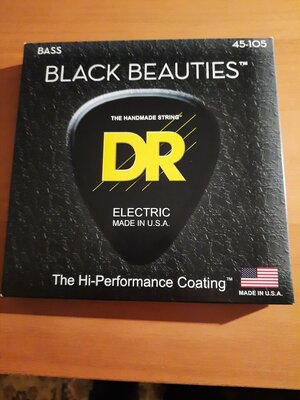 BASS
45-105
BLACK BEAUTIES™
THE HANDMADE STRING™
DR
ELECTRIC
MADE IN U.S.A.
The Hi-Performance Coating™
MADE IN U.S.A.